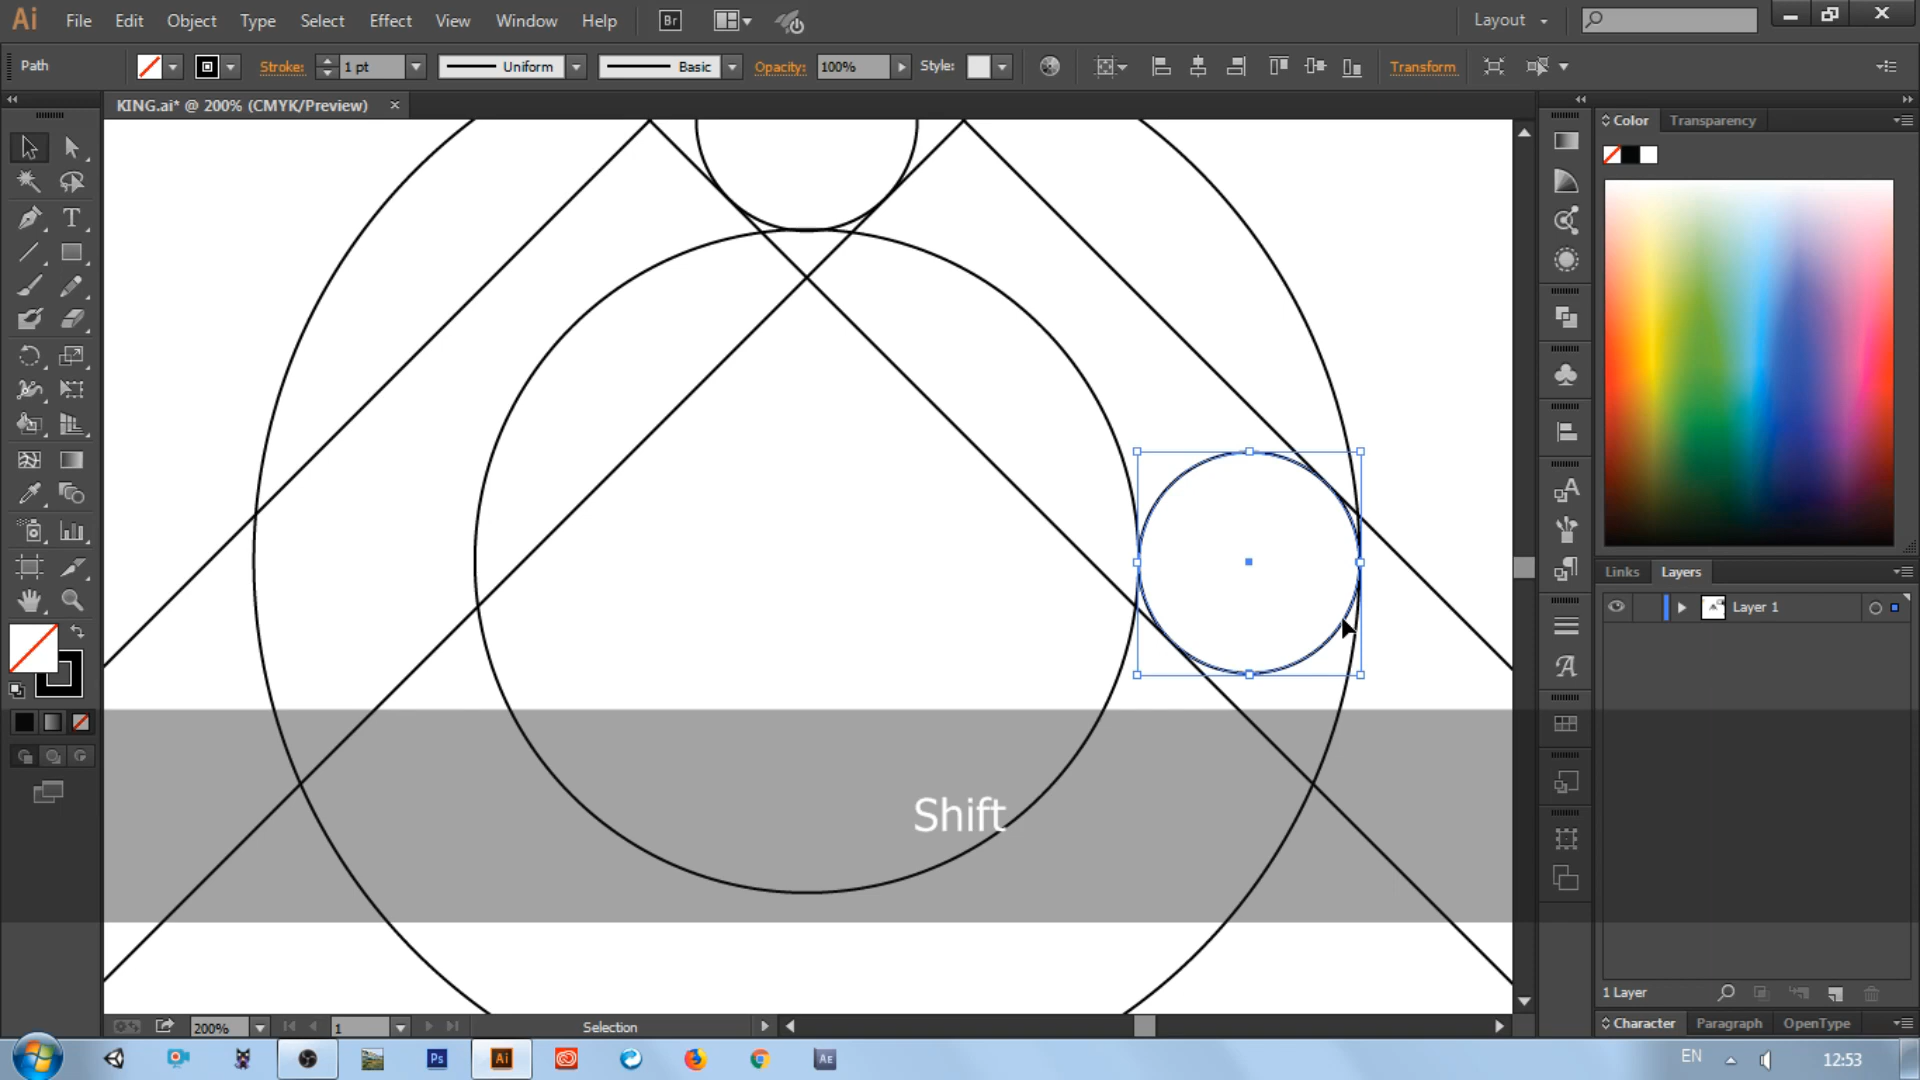 Ai File Edit Object Type Select Effect View Window Help Br Layout
Path Stroke: 1 pt Uniform Basic Opacity: 100% Style: Transform
KING.ai* @ 200% (CMYK/Preview)
Color Transparency
Links Layers
Layer 1
Shift
1 Layer
200% 1 Selection
Character Paragraph OpenType
Ps Ai AE EN 12:53